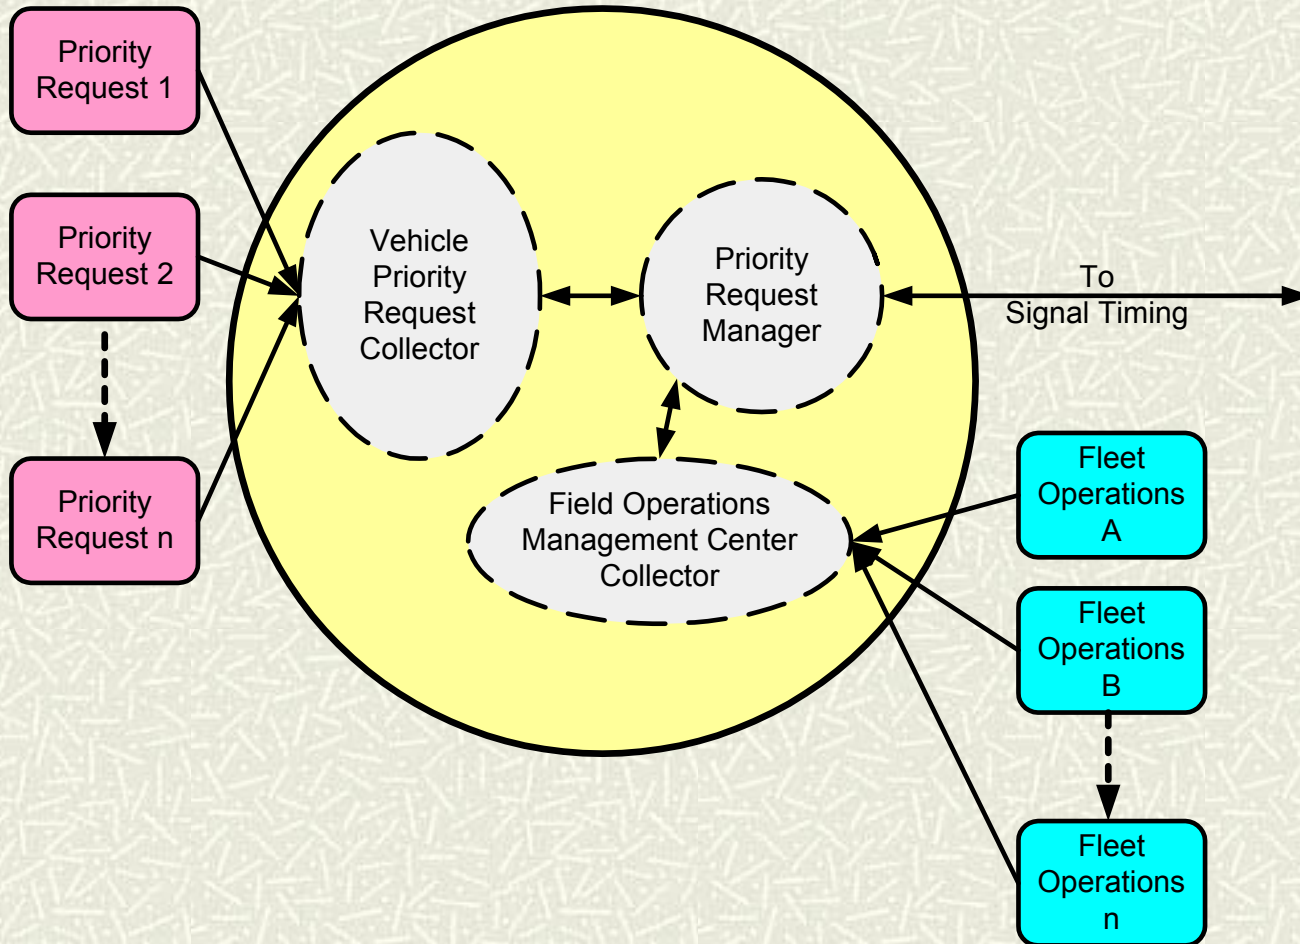 Priority
Request 1
Priority
Request 2
Priority
Request n
Vehicle
Priority
Request
Collector
Priority
Request
Manager
To
Signal Timing
Field Operations
Management Center
Collector
Fleet
Operations
A
Fleet
Operations
B
Fleet
Operations
n